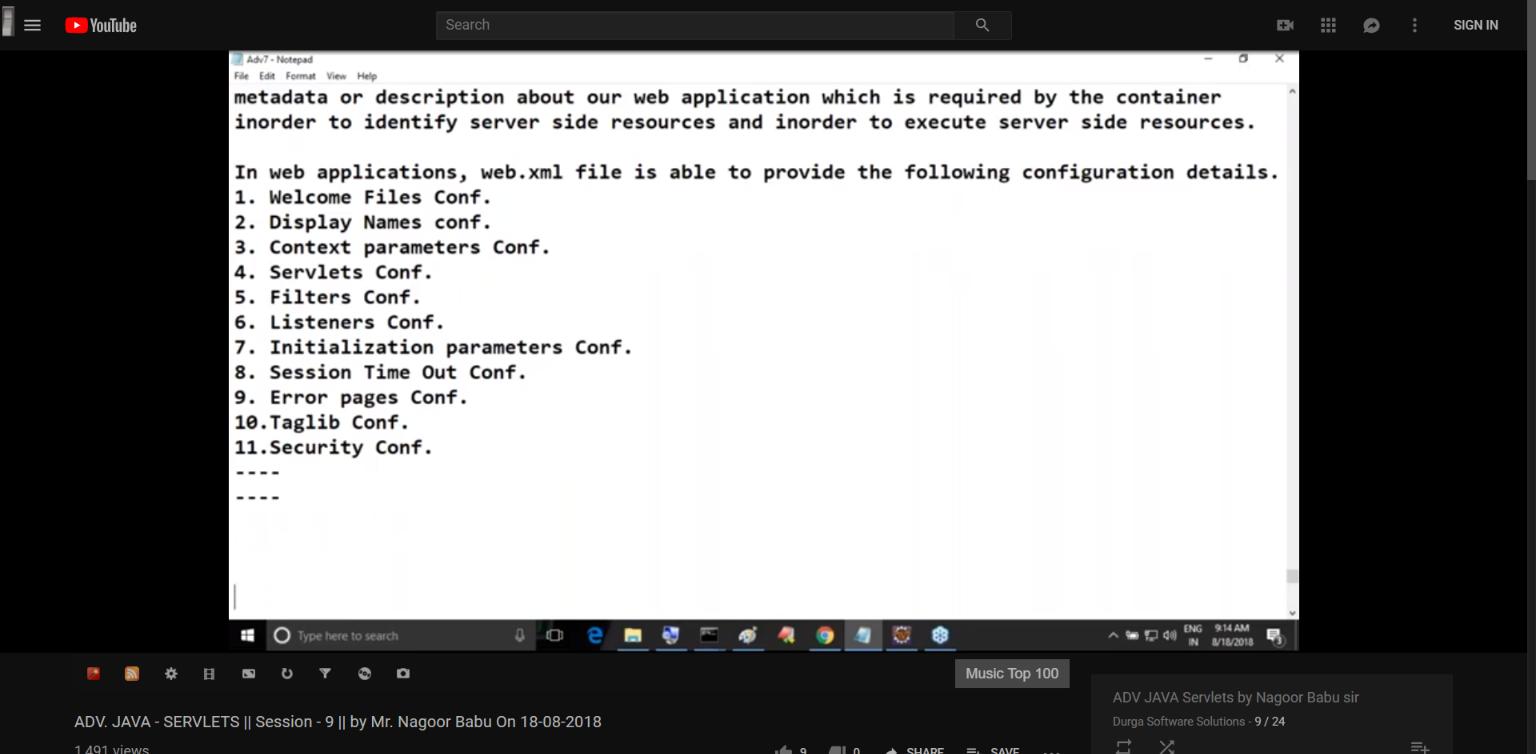 YouTube
Search
SIGN IN
Adv7 - Notepad
File Edit Format View Help
metadata or description about our web application which is required by the container
inorder to identify server side resources and inorder to execute server side resources.
In web applications, web.xml file is able to provide the following configuration details.
1. Welcome Files Conf.
2. Display Names conf.
3. Context parameters Conf.
4. Servlets Conf.
5. Filters Conf.
6. Listeners Conf.
7. Initialization parameters Conf.
8. Session Time Out Conf.
9. Error pages Conf.
10.Taglib Conf.
11.Security Conf.
----
----
Type here to search
ENG
IN
9:14 AM
8/18/2018
3
Music Top 100
ADV. JAVA - SERVLETS || Session - 9 || by Mr. Nagoor Babu On 18-08-2018
1,491 views
9
0
SHARE
SAVE
ADV JAVA Servlets by Nagoor Babu sir
Durga Software Solutions - 9 / 24